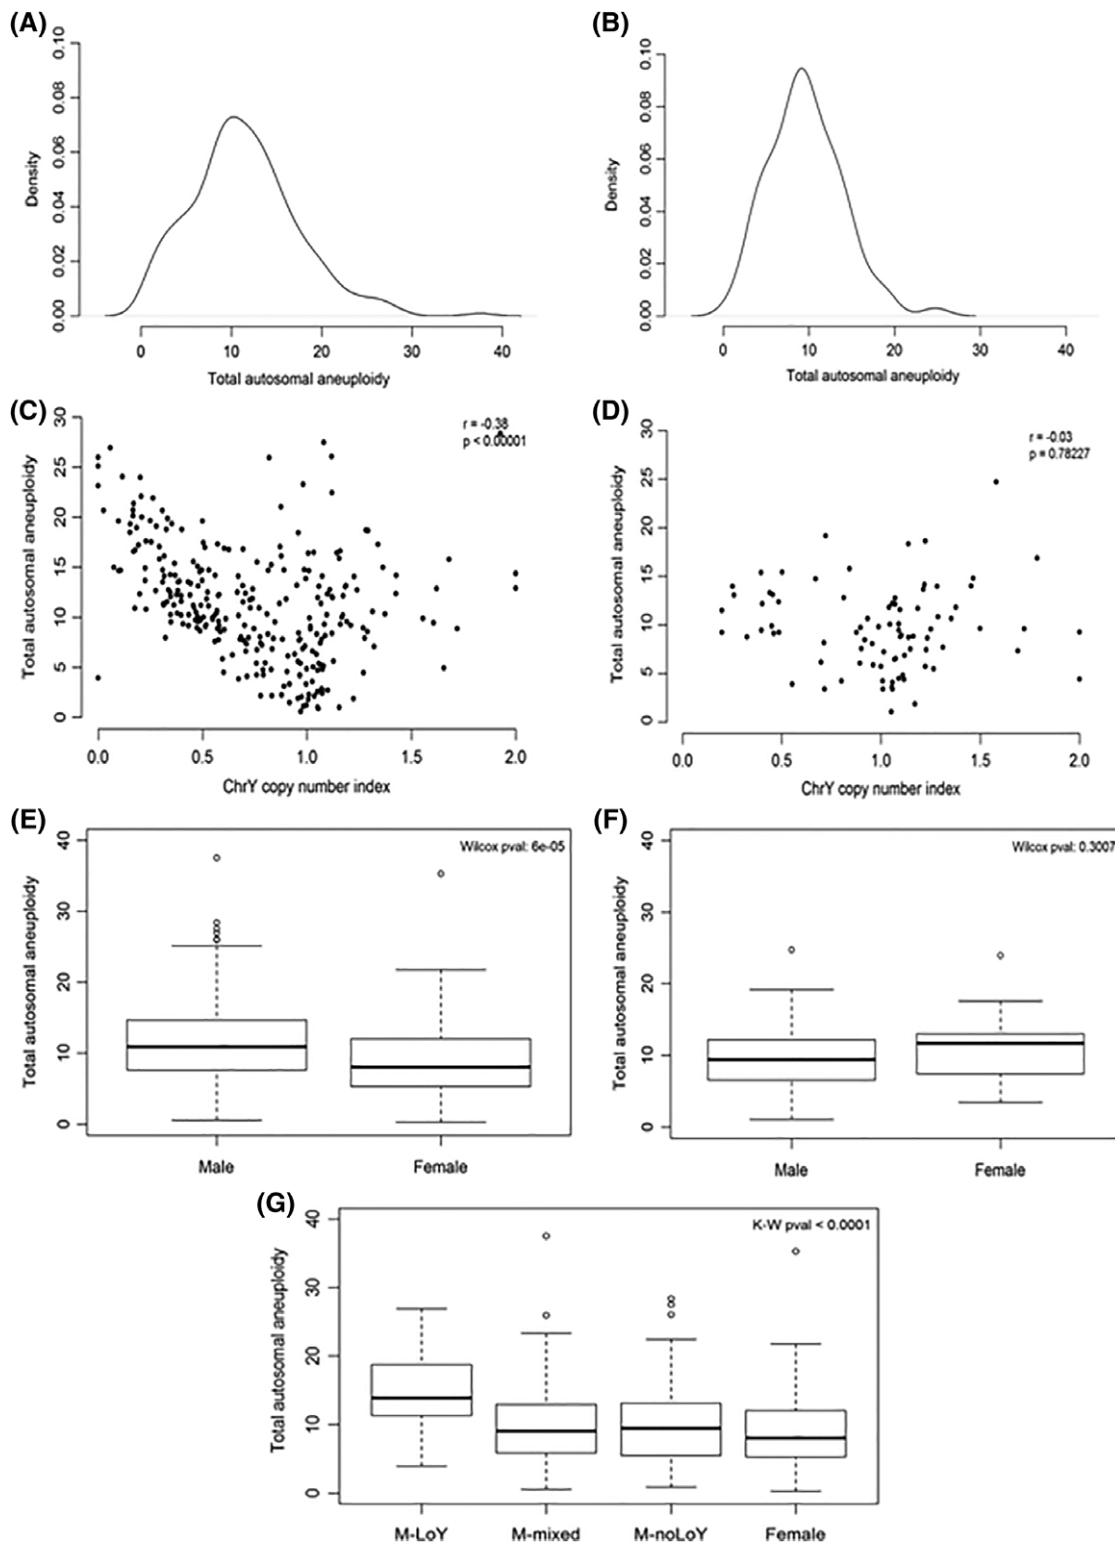 (A)
Density
0.00 0.02 0.04 0.06 0.08 0.10
0 10 20 30 40
Total autosomal aneuploidy
(B)
Density
0.00 0.02 0.04 0.06 0.08 0.10
0 10 20 30 40
Total autosomal aneuploidy
(C)
Total autosomal aneuploidy
0 5 10 15 20 25 30
r = -0.38
p < 0.00001
0.0 0.5 1.0 1.5 2.0
ChrY copy number index
(D)
Total autosomal aneuploidy
0 5 10 15 20 25 30
r = -0.03
p = 0.78227
0.0 0.5 1.0 1.5 2.0
ChrY copy number index
(E)
Total autosomal aneuploidy
0 10 20 30 40
Wilcox pval: 6e-05
Male Female
(F)
Total autosomal aneuploidy
0 10 20 30 40
Wilcox pval: 0.3007
Male Female
(G)
Total autosomal aneuploidy
0 10 20 30 40
K-W pval < 0.0001
M-LoY M-mixed M-noLoY Female